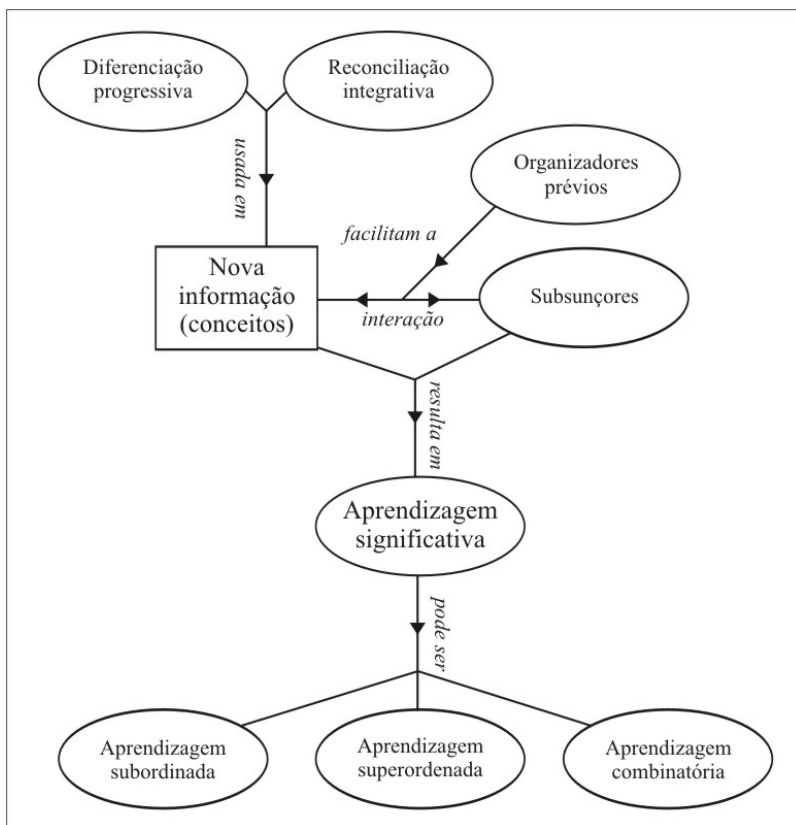 Diferenciação
progressiva
Reconciliação
integrativa
usada em
Organizadores
prévios
facilitam a
Nova
informação
(conceitos)
interação
Subsunçores
resulta em
Aprendizagem
significativa
pode ser
Aprendizagem
subordinada
Aprendizagem
superordenada
Aprendizagem
combinatória